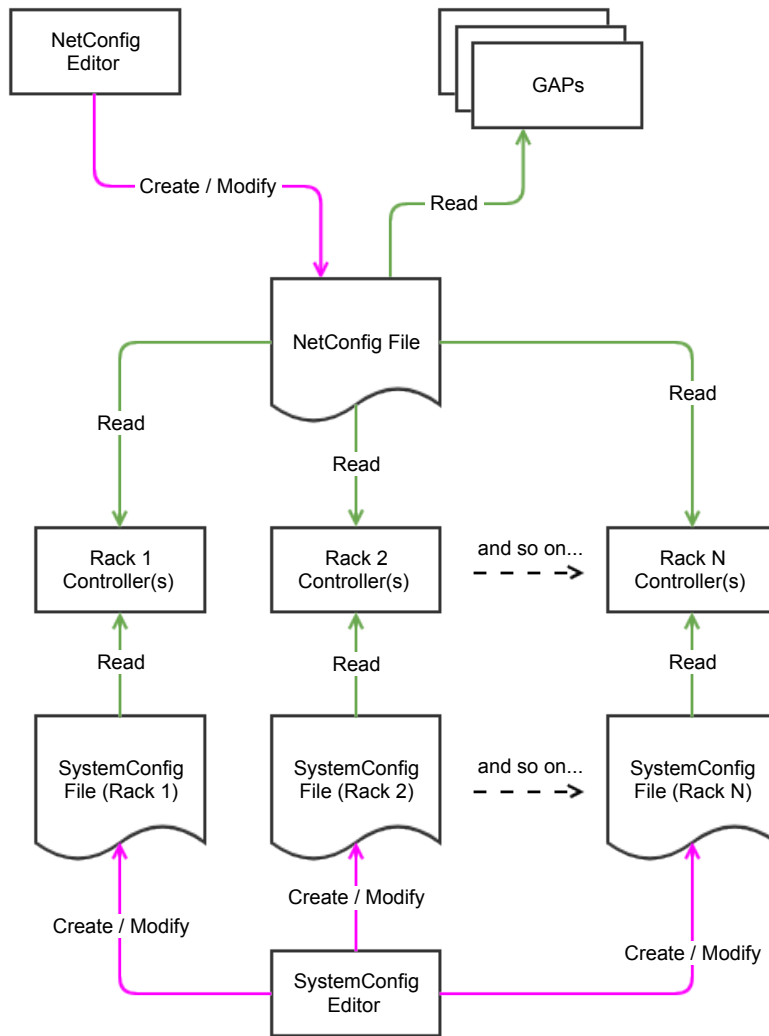 NetConfig
Editor
GAPs
Create / Modify
Read
NetConfig File
Read
Read
Read
Rack 1
Controller(s)
Rack 2
Controller(s)
and so on...
Rack N
Controller(s)
Read
Read
Read
SystemConfig
File (Rack 1)
SystemConfig
File (Rack 2)
and so on...
SystemConfig
File (Rack N)
Create / Modify
Create / Modify
Create / Modify
SystemConfig
Editor